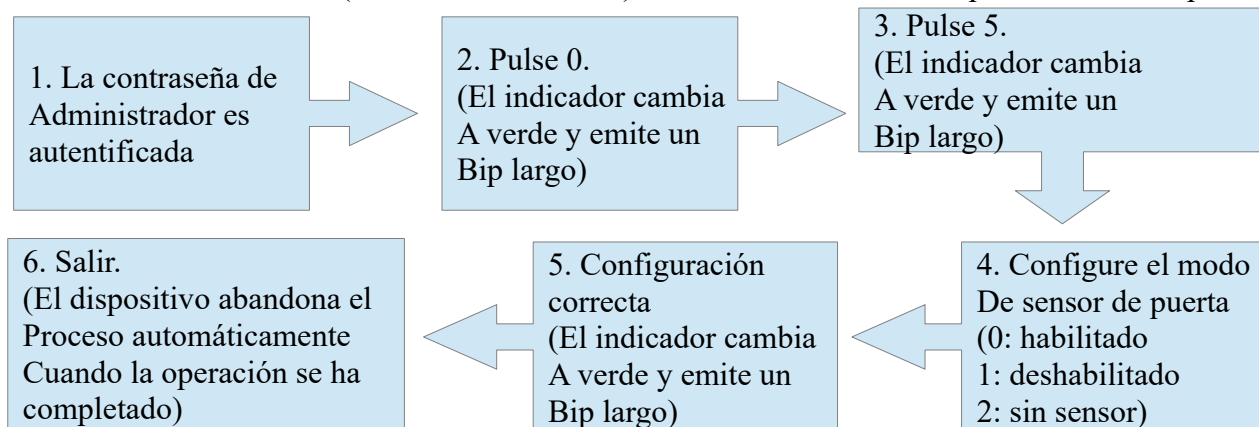 1. La contraseña de
Administrador es
autentificada
2. Pulse 0.
(El indicador cambia
A verde y emite un
Bip largo)
3. Pulse 5.
(El indicador cambia
A verde y emite un
Bip largo)
4. Configure el modo
De sensor de puerta
(0: habilitado
1: deshabilitado
2: sin sensor)
5. Configuración
correcta
(El indicador cambia
A verde y emite un
Bip largo)
6. Salir.
(El dispositivo abandona el
Proceso automáticamente
Cuando la operación se ha
completado)